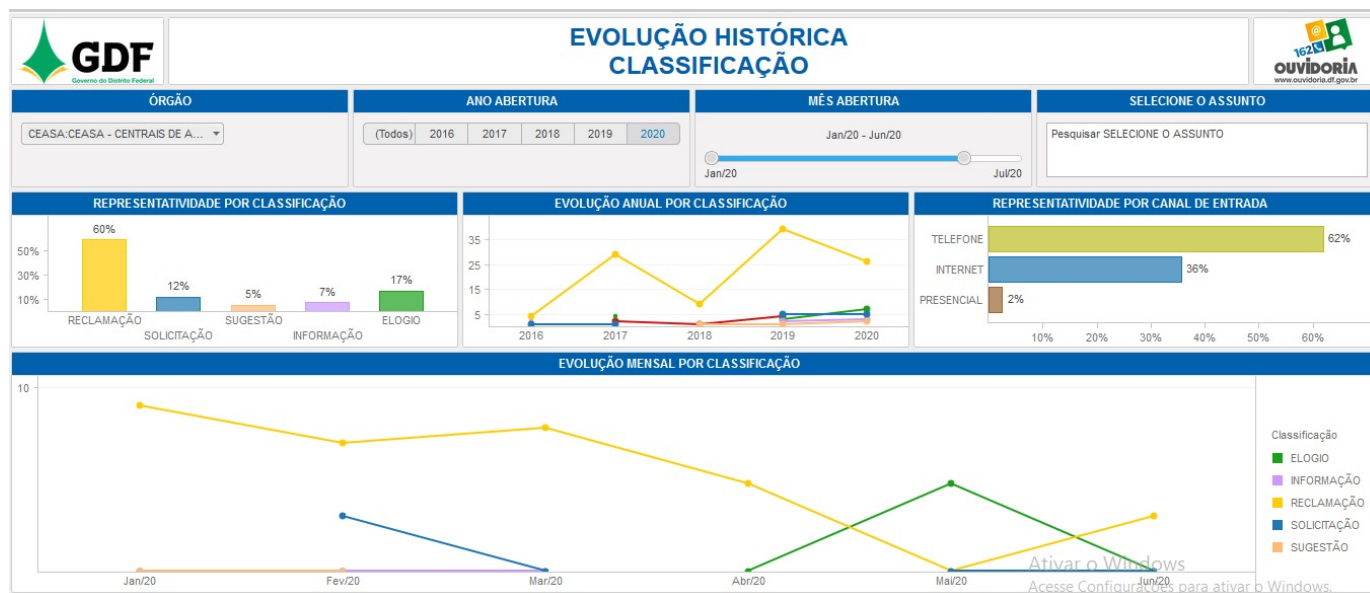 GDF
Governo do Distrito Federal
EVOLUÇÃO HISTÓRICA
CLASSIFICAÇÃO
162
OUVIDORIA
www.ouvidoria.df.gov.br
ÓRGÃO
ANO ABERTURA
MÊS ABERTURA
SELECIONE O ASSUNTO
CEASA:CEASA - CENTRAIS DE A...
(Todos) 2016 2017 2018 2019 2020
Jan/20 - Jun/20
Jan/20 Jul/20
Pesquisar SELECIONE O ASSUNTO
REPRESENTATIVIDADE POR CLASSIFICAÇÃO
60%
12%
5%
7%
17%
50%
30%
10%
RECLAMAÇÃO
SOLICITAÇÃO
SUGESTÃO
INFORMAÇÃO
ELOGIO
EVOLUÇÃO ANUAL POR CLASSIFICAÇÃO
35
25
15
5
2016 2017 2018 2019 2020
REPRESENTATIVIDADE POR CANAL DE ENTRADA
TELEFONE 62%
INTERNET 36%
PRESENCIAL 2%
10% 20% 30% 40% 50% 60%
EVOLUÇÃO MENSAL POR CLASSIFICAÇÃO
10
Jan/20 Fev/20 Mar/20 Abr/20 Mai/20 Jun/20
Classificação
ELOGIO
INFORMAÇÃO
RECLAMAÇÃO
SOLICITAÇÃO
SUGESTÃO
Ativar o Windows
Acesse Configurações para ativar o Windows.